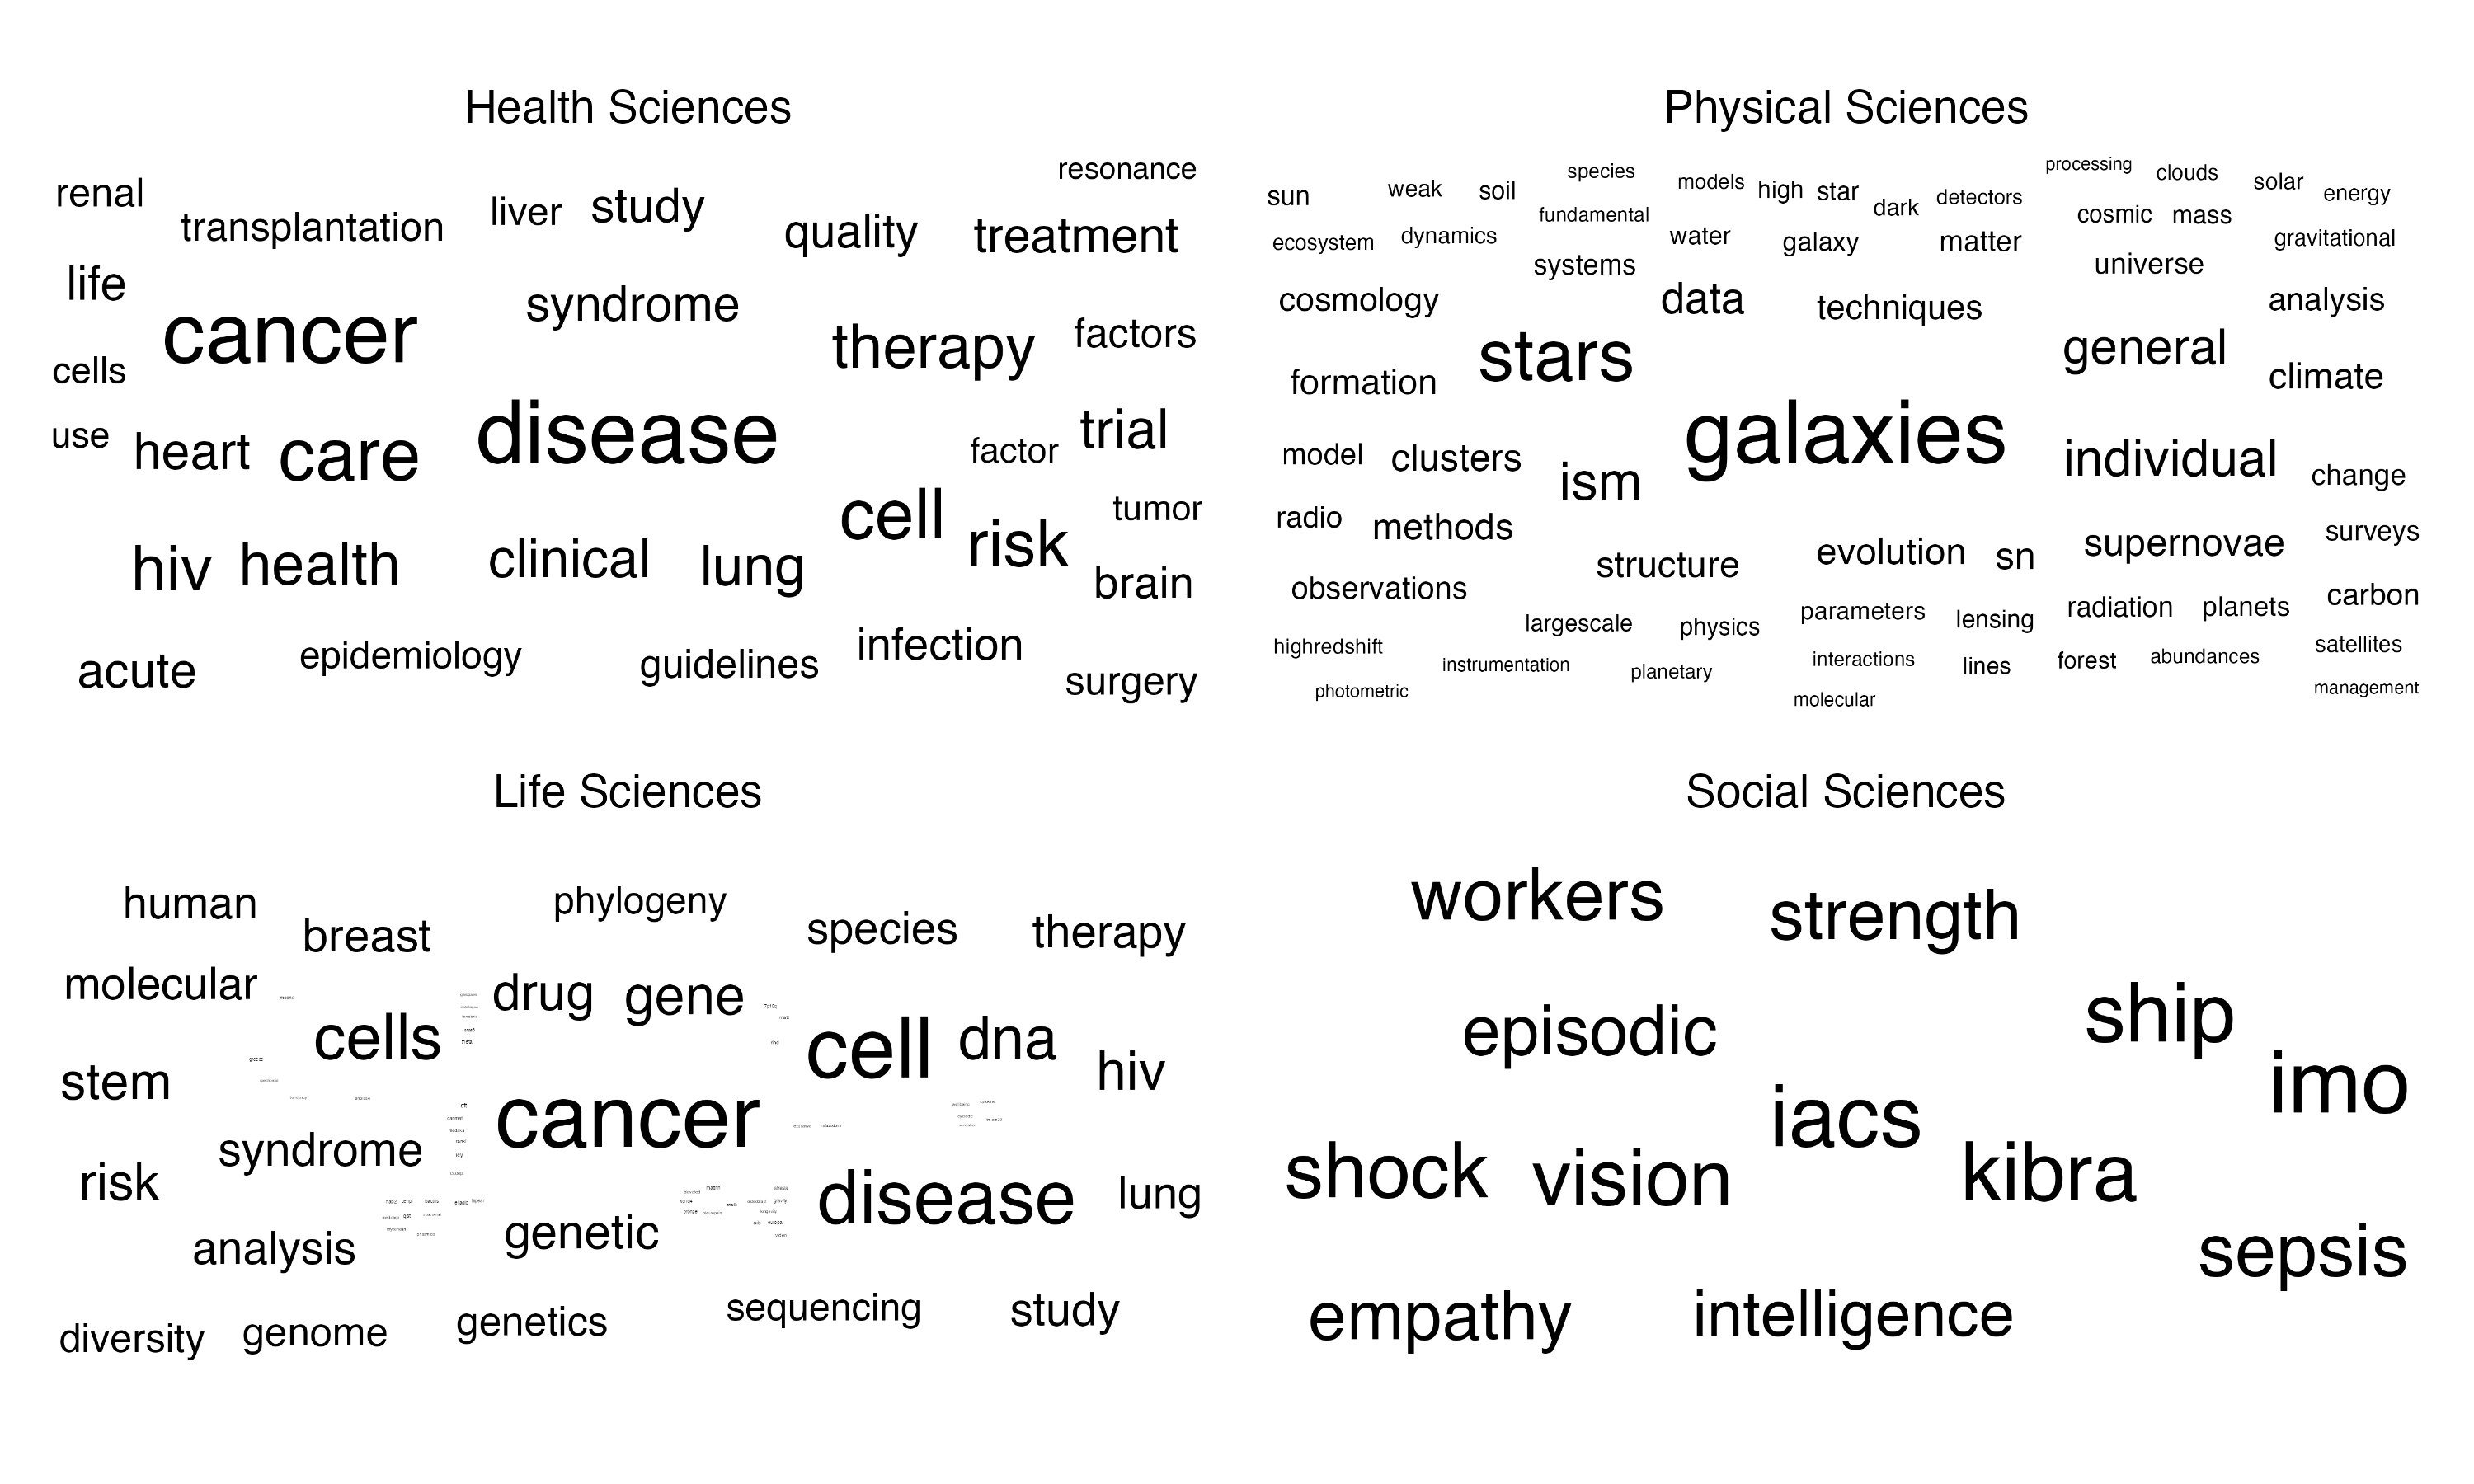 Health Sciences
resonance
renal
transplantation
liver
study
quality
treatment
life
syndrome
cancer
therapy
factors
cells
use
heart
care
disease
factor
trial
cell
risk
tumor
hiv
health
clinical
lung
brain
acute
epidemiology
guidelines
infection
surgery
Physical Sciences
sun
weak
soil
species
models
high
star
dark
detectors
processing
clouds
solar
energy
fundamental
cosmic
mass
ecosystem
dynamics
systems
water
galaxy
matter
universe
gravitational
cosmology
data
techniques
analysis
stars
general
formation
climate
galaxies
model
clusters
ism
individual
change
radio
methods
structure
evolution
sn
supernovae
surveys
observations
largescale
physics
parameters
lensing
radiation
planets
carbon
highredshift
instrumentation
planetary
interactions
lines
forest
abundances
satellites
photometric
molecular
management
Life Sciences
human
breast
phylogeny
species
therapy
molecular
drug
gene
cells
cell
dna
hiv
stem
cancer
syndrome
risk
disease
lung
analysis
genetic
diversity
genome
genetics
sequencing
study
Social Sciences
workers
strength
episodic
ship
imo
iacs
shock
vision
kibra
sepsis
empathy
intelligence